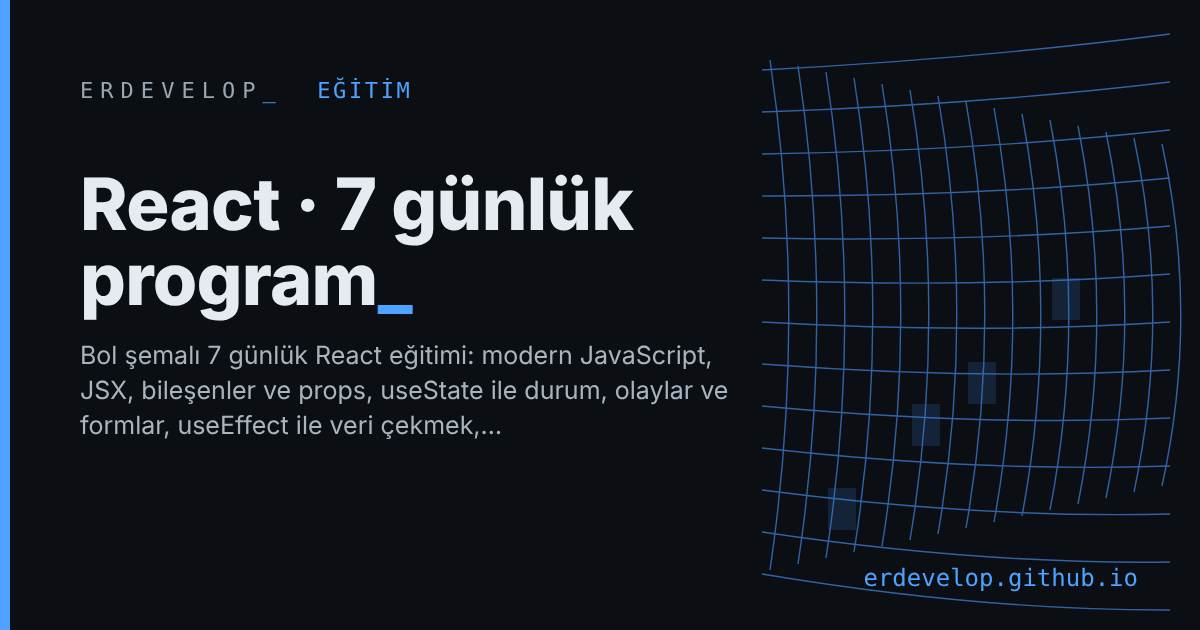 ERDEVELOP_ EĞİTİM
React · 7 günlük
program_
Bol şemalı 7 günlük React eğitimi: modern JavaScript,
JSX, bileşenler ve props, useState ile durum, olaylar ve
formlar, useEffect ile veri çekmek,…
erdevelop.github.io